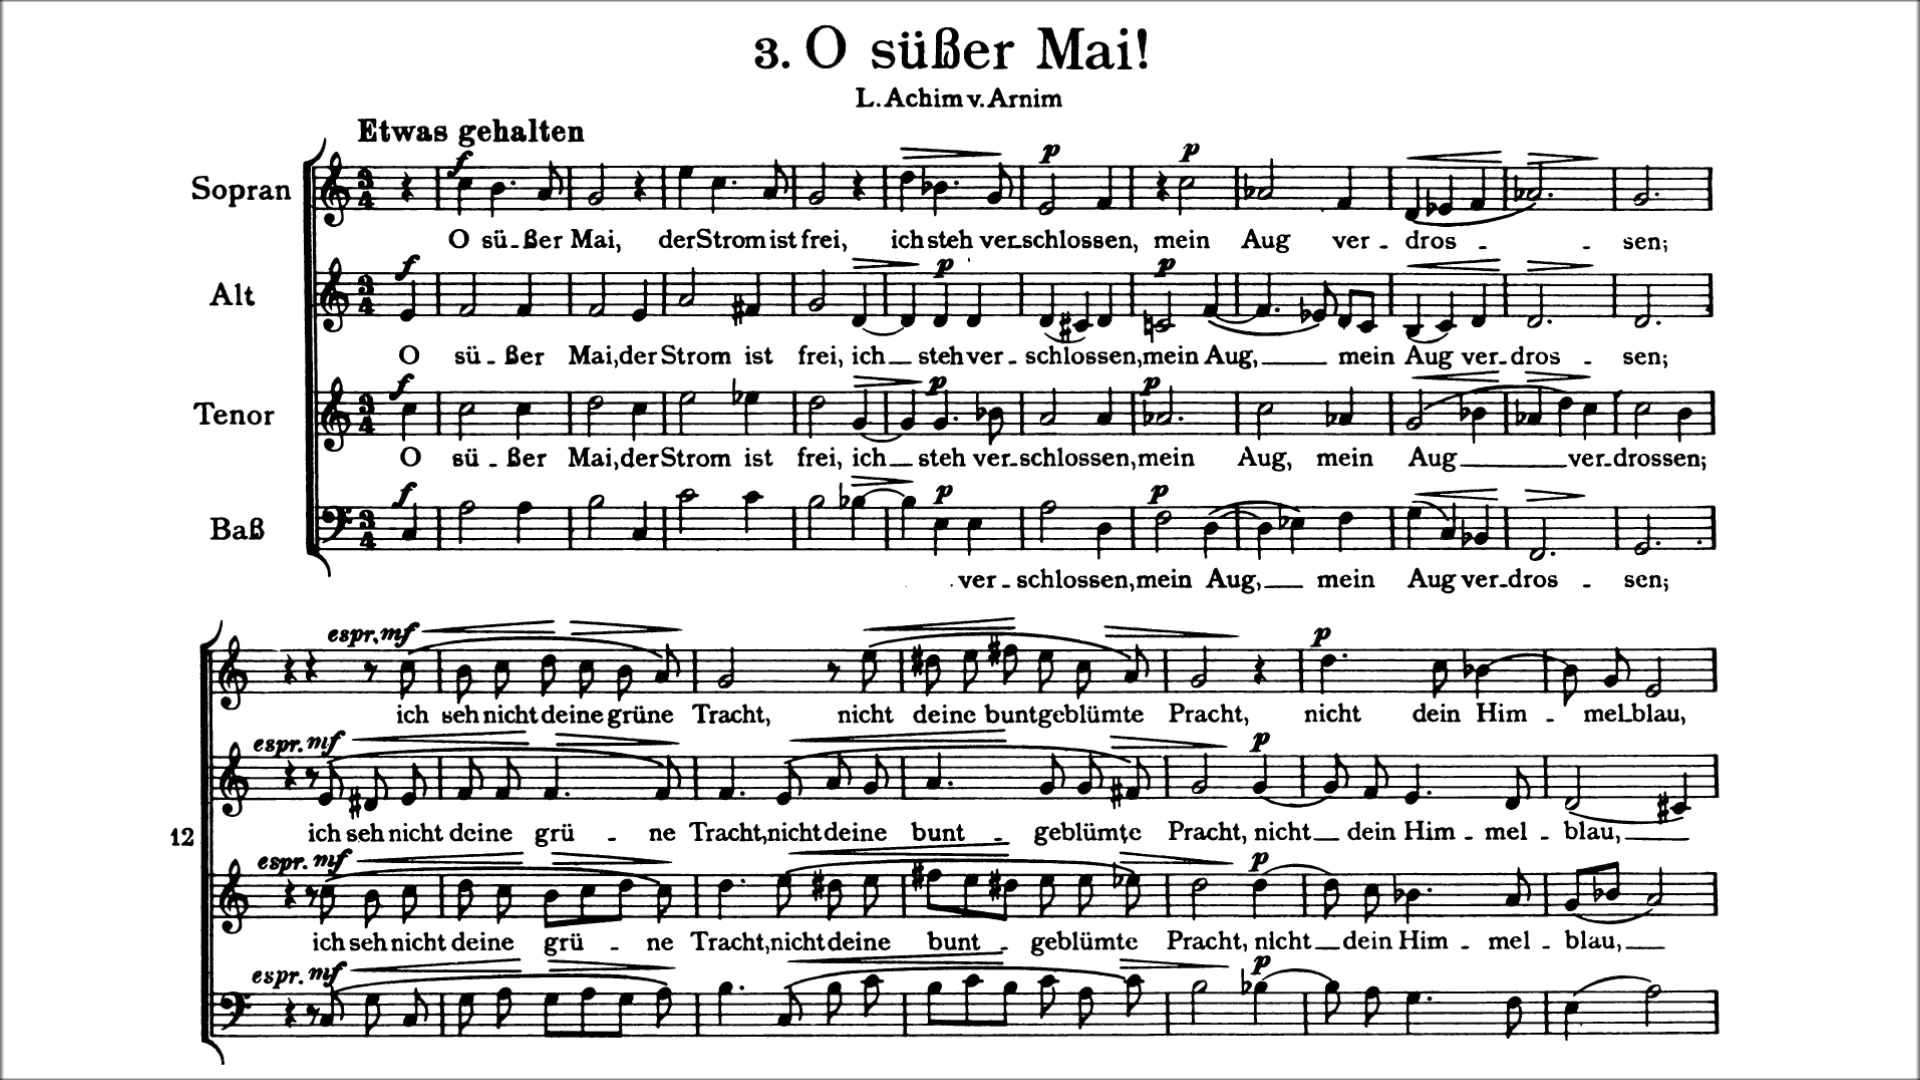 3. O süßer Mai!
L. Achim v. Arnim
Etwas gehalten
f
Sopran
p p
O sü - ßer Mai, der Strom ist frei, ich steh ver - schlossen, mein Aug ver - dros - - sen;
f p p
Alt
O sü - ßer Mai, der Strom ist frei, ich steh ver - schlossen, mein Aug, mein Aug ver - dros - sen;
f p p
Tenor
O sü - ßer Mai, der Strom ist frei, ich steh ver - schlossen, mein Aug, mein Aug ver - drossen;
f p p
Baß
ver - schlossen, mein Aug, mein Aug ver - dros - sen;
espr. mf p
ich seh nicht deine grüne Tracht, nicht deine buntgeblümte Pracht, nicht dein Him - mel - blau,
espr. mf p
12
ich seh nicht deine grü - ne Tracht, nicht deine bunt - geblümte Pracht, nicht dein Him - mel - blau,
espr. mf p
ich seh nicht deine grü - ne Tracht, nicht deine bunt - geblümte Pracht, nicht dein Him - mel - blau,
espr. mf p